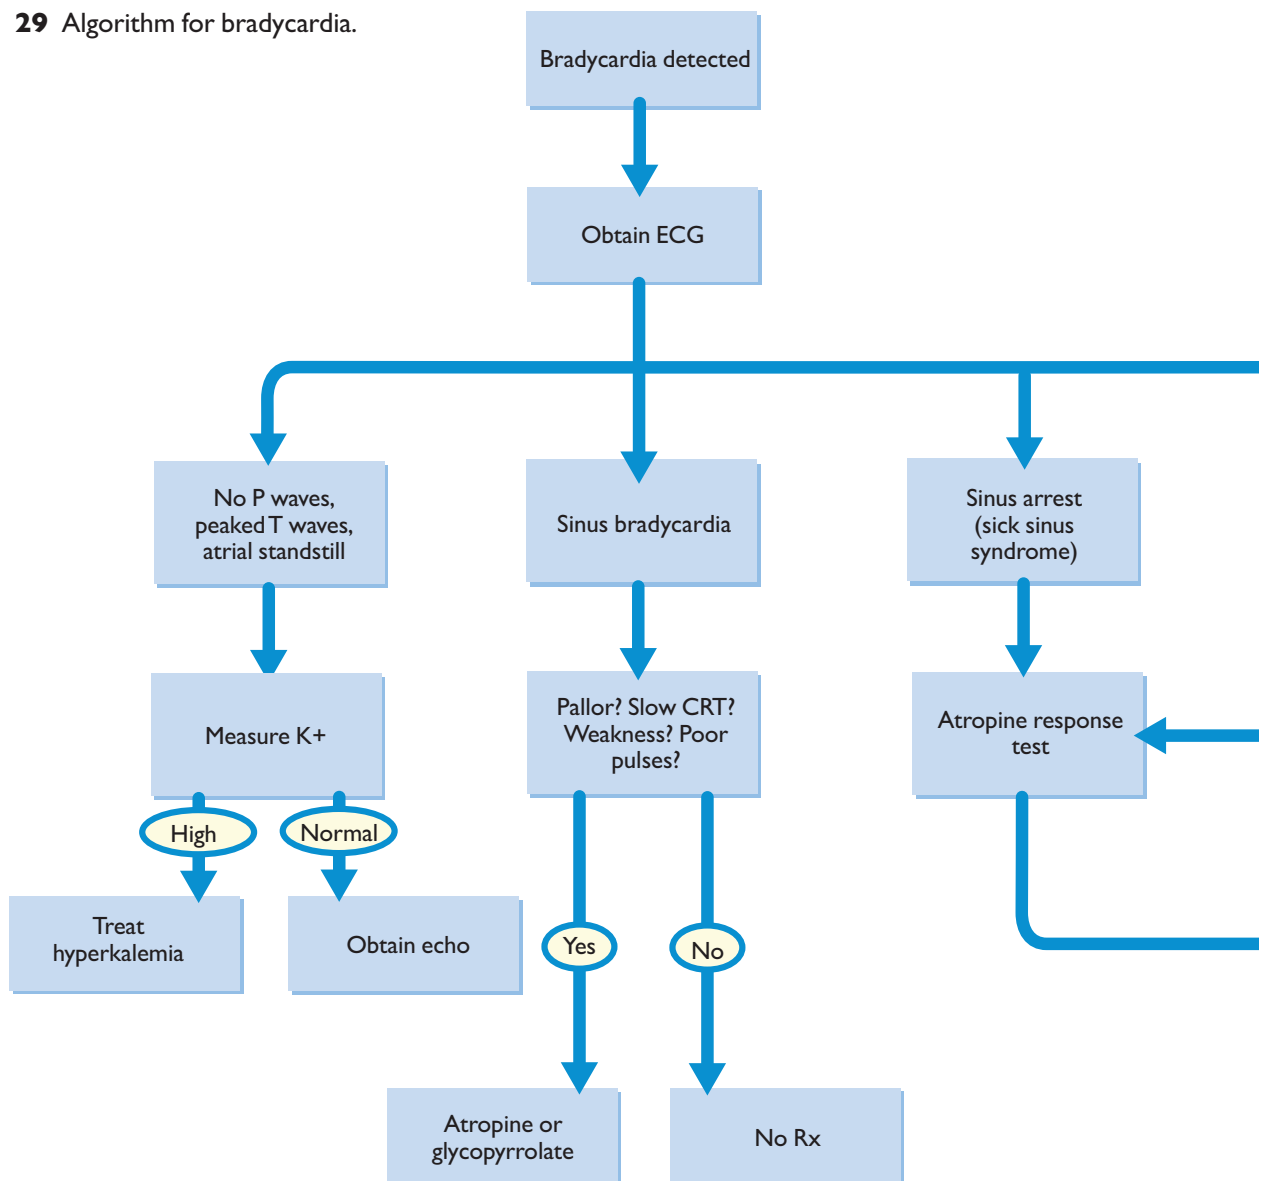 29 Algorithm for bradycardia.
Bradycardia detected
Obtain ECG
No P waves,
peaked T waves,
atrial standstill
Sinus bradycardia
Sinus arrest
(sick sinus
syndrome)
Measure K+
Pallor? Slow CRT?
Weakness? Poor
pulses?
Atropine response
test
High
Normal
Treat
hyperkalemia
Obtain echo
Yes
No
Atropine or
glycopyrrolate
No Rx